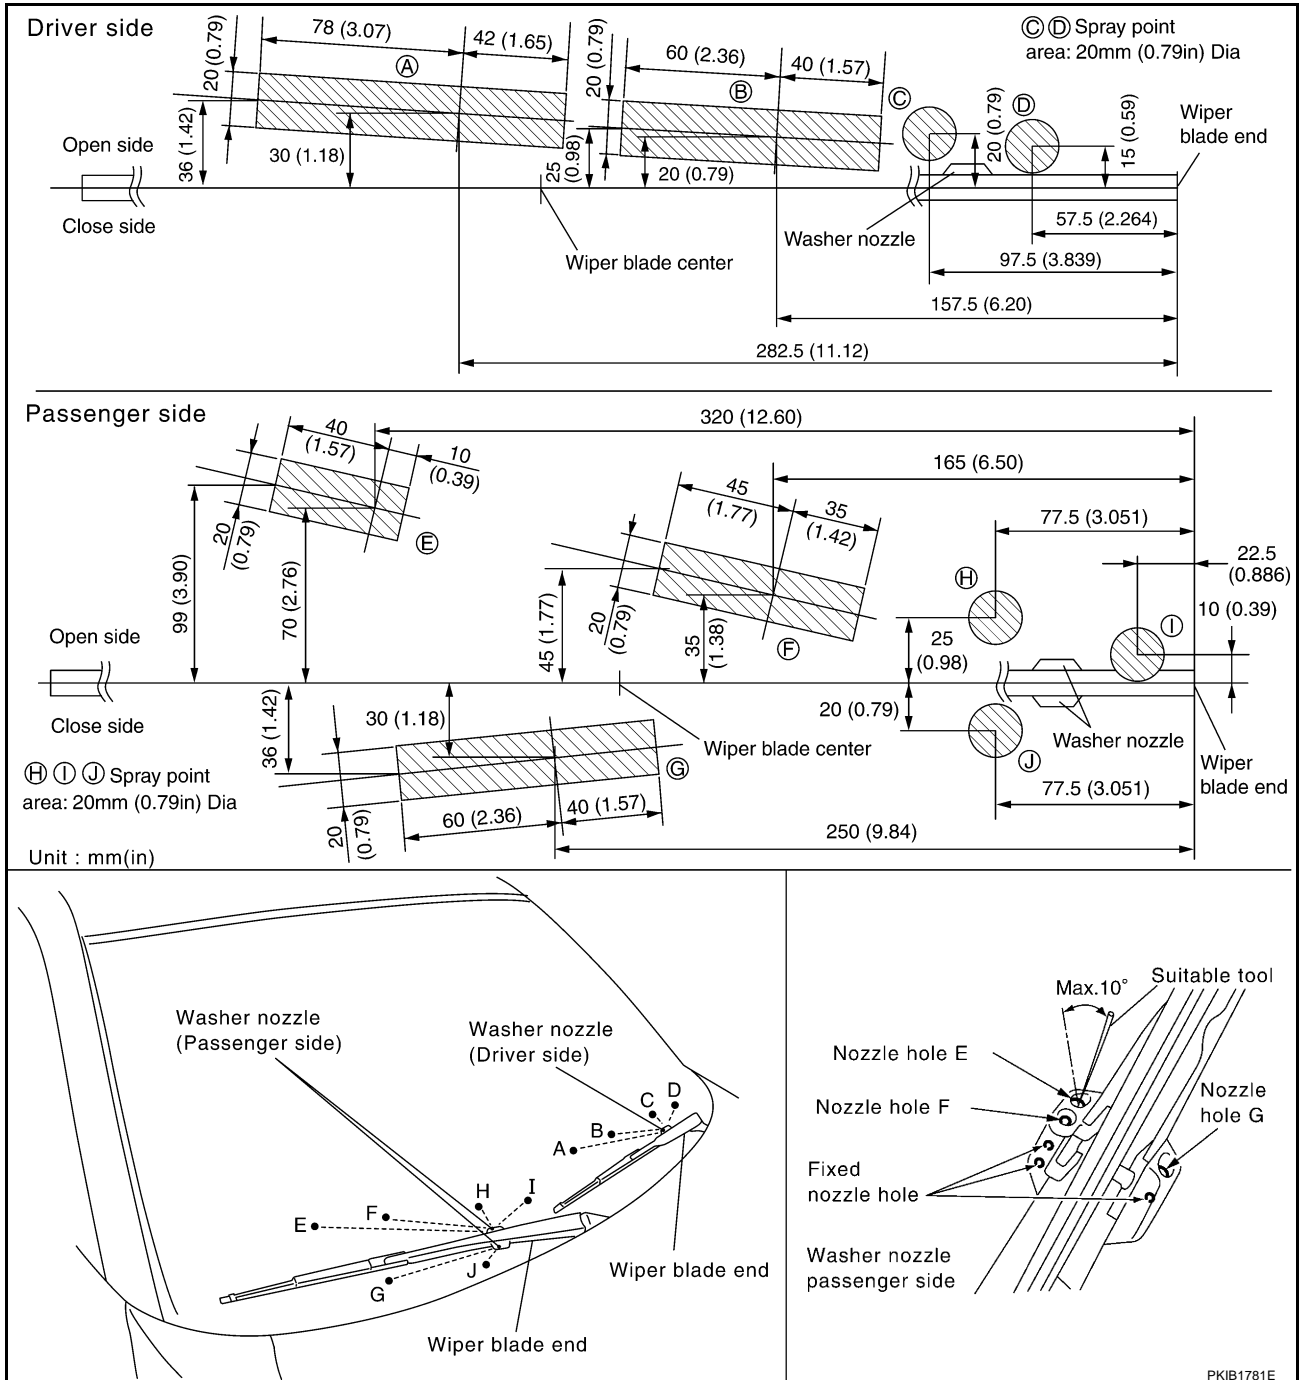 Driver side
78 (3.07)
42 (1.65)
20 (0.79)
A
60 (2.36)
40 (1.57)
20 (0.79)
B
C D Spray point
area: 20mm (0.79in) Dia
C
D
20 (0.79)
15 (0.59)
Wiper
blade end
36 (1.42)
30 (1.18)
25
(0.98)
20 (0.79)
Open side
Close side
Wiper blade center
Washer nozzle
57.5 (2.264)
97.5 (3.839)
157.5 (6.20)
282.5 (11.12)
Passenger side
320 (12.60)
40
(1.57)
10
(0.39)
165 (6.50)
45
(1.77)
35
(1.42)
77.5 (3.051)
22.5
(0.886)
20
(0.79)
E
H
I
10 (0.39)
99 (3.90)
70 (2.76)
45 (1.77)
20
(0.79)
35
(1.38)
F
25
(0.98)
Open side
Close side
36 (1.42)
30 (1.18)
20 (0.79)
Washer nozzle
J
G
Wiper blade center
Wiper
blade end
H I J Spray point
area: 20mm (0.79in) Dia
20
(0.79)
60 (2.36)
40 (1.57)
77.5 (3.051)
250 (9.84)
Unit : mm(in)
Washer nozzle
(Passenger side)
Washer nozzle
(Driver side)
C
D
B
A
H
I
F
E
J
G
Wiper blade end
Wiper blade end
Suitable tool
Max.10°
Nozzle hole E
Nozzle hole F
Nozzle
hole G
Fixed
nozzle hole
Washer nozzle
passenger side
PKIB1781E